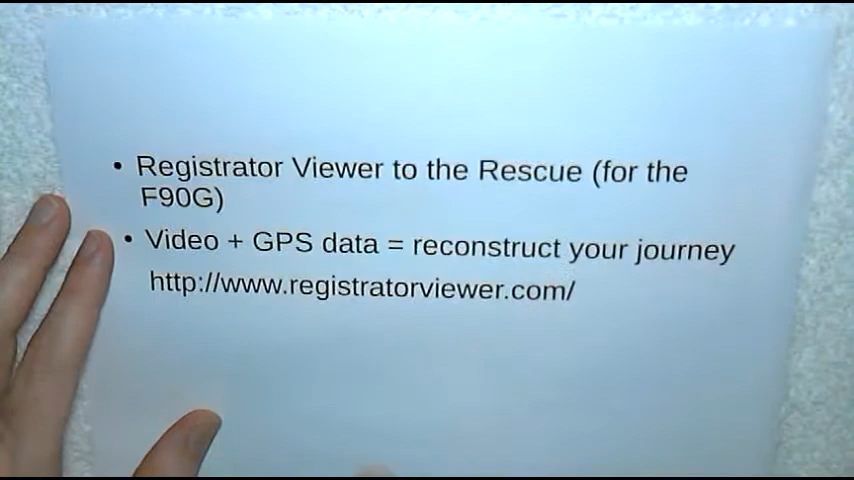 • Registrator Viewer to the Rescue (for the
F90G)
• Video + GPS data = reconstruct your journey
http://www.registratorviewer.com/